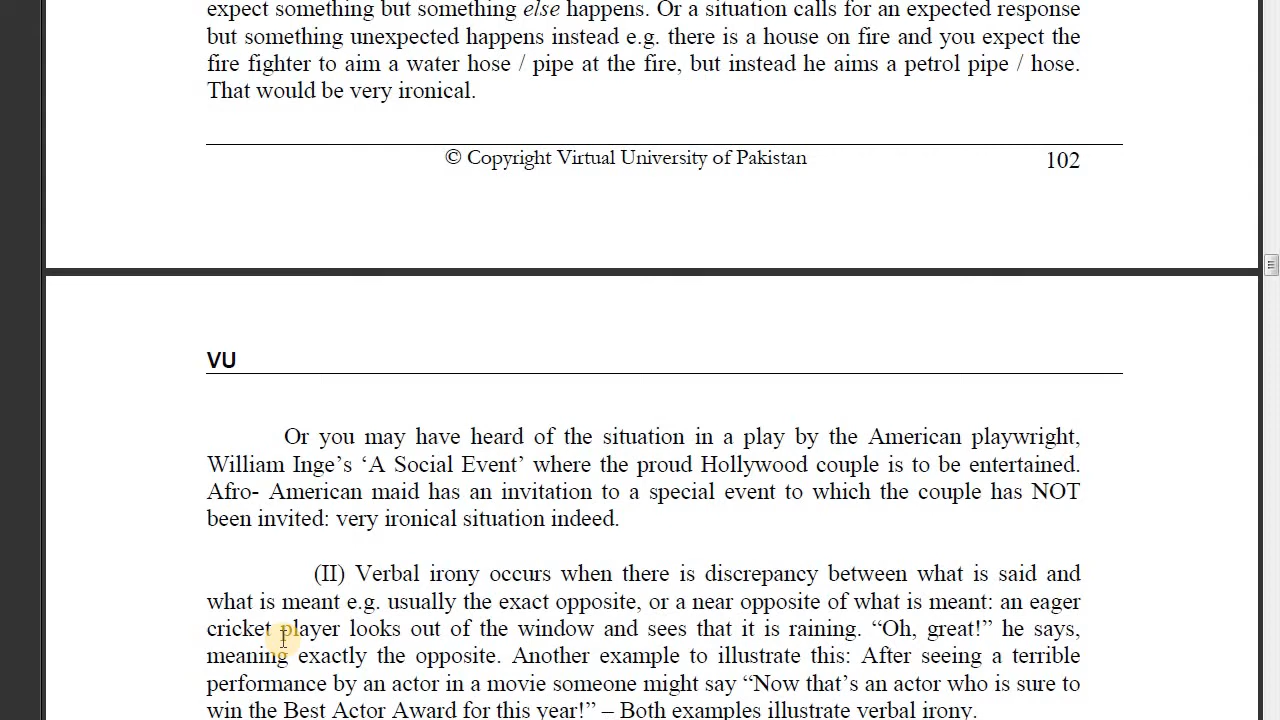 expect something but something else happens. Or a situation calls for an expected response
but something unexpected happens instead e.g. there is a house on fire and you expect the
fire fighter to aim a water hose / pipe at the fire, but instead he aims a petrol pipe / hose.
That would be very ironical.
© Copyright Virtual University of Pakistan 102
VU
Or you may have heard of the situation in a play by the American playwright,
William Inge’s ‘A Social Event’ where the proud Hollywood couple is to be entertained.
Afro- American maid has an invitation to a special event to which the couple has NOT
been invited: very ironical situation indeed.
(II) Verbal irony occurs when there is discrepancy between what is said and
what is meant e.g. usually the exact opposite, or a near opposite of what is meant: an eager
cricket player looks out of the window and sees that it is raining. “Oh, great!” he says,
meaning exactly the opposite. Another example to illustrate this: After seeing a terrible
performance by an actor in a movie someone might say “Now that’s an actor who is sure to
win the Best Actor Award for this year!” – Both examples illustrate verbal irony.